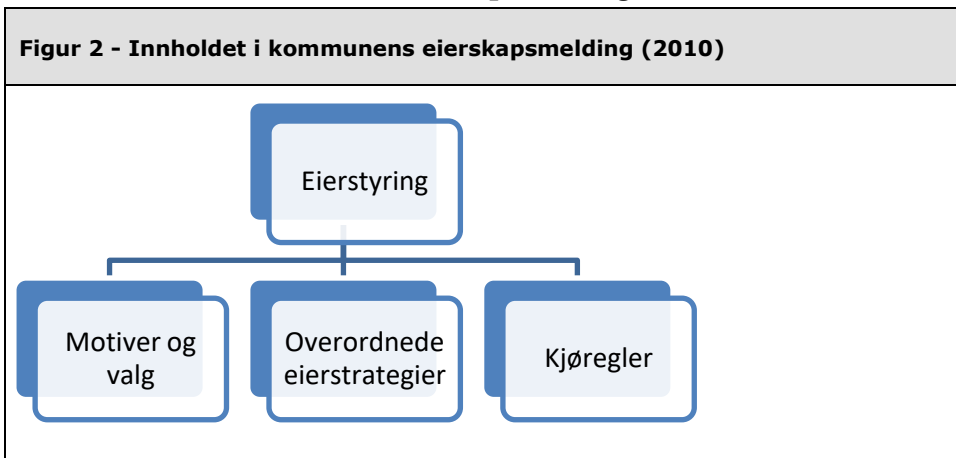 Figur 2 - Innholdet i kommunens eierskapsmelding (2010)
Eierstyring
Motiver og
valg
Overordnede
eierstrategier
Kjøregler